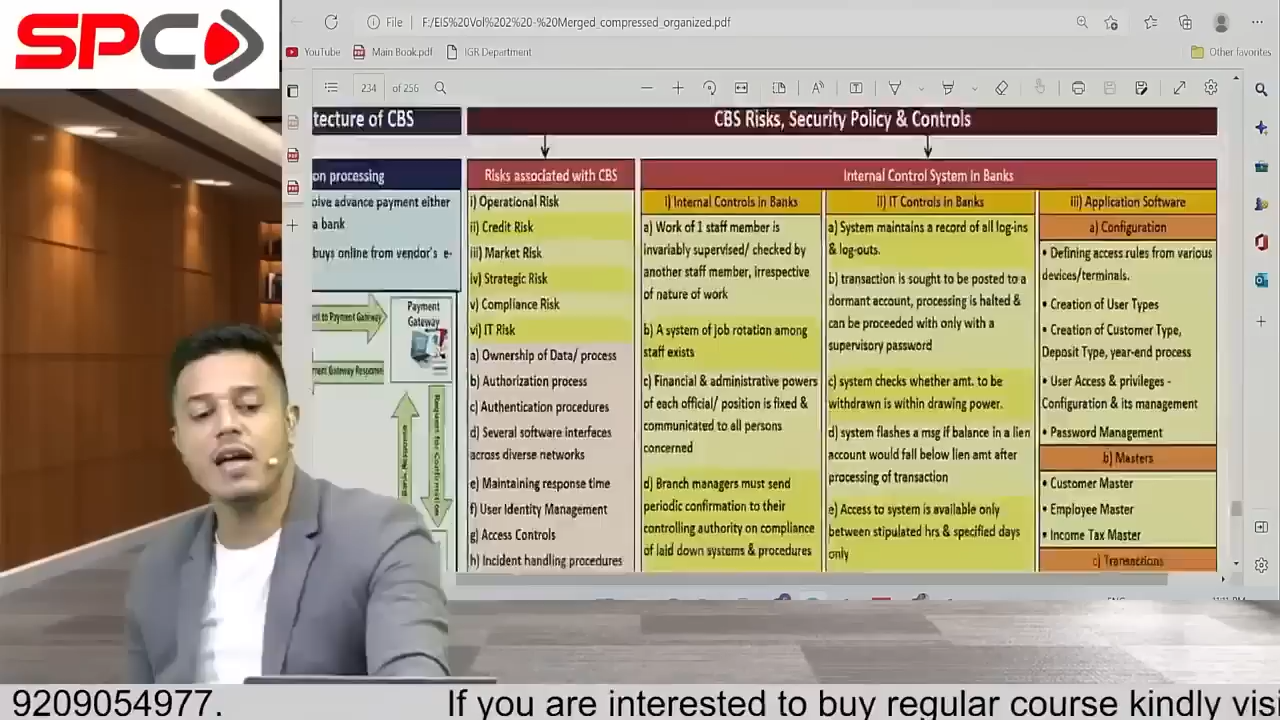 SPC
File
F:/EIS%20Vol%202%20-%20Merged_compressed_organized.pdf
YouTube
Main Book.pdf
IGR Department
Other favorites
234
of 256
tecture of CBS
CBS Risks, Security Policy & Controls
on processing
a bank
buys online from vendor's e-
Payment
Gateway
Risks associated with CBS
i) Operational Risk
ii) Credit Risk
iii) Market Risk
iv) Strategic Risk
v) Compliance Risk
vi) IT Risk
a) Ownership of Data/ process
b) Authorization process
c) Authentication procedures
d) Several software interfaces
across diverse networks
e) Maintaining response time
f) User Identity Management
g) Access Controls
h) Incident handling procedures
Internal Control System in Banks
i) Internal Controls in Banks
a) Work of 1 staff member is
invariably supervised/ checked by
another staff member, irrespective
of nature of work
b) A system of job rotation among
staff exists
c) Financial & administrative powers
of each official/ position is fixed &
communicated to all persons
concerned
d) Branch managers must send
periodic confirmation to their
controlling authority on compliance
of laid down systems & procedures
ii) IT Controls in Banks
a) System maintains a record of all log-ins
& log-outs.
b) transaction is sought to be posted to a
dormant account, processing is halted &
can be proceeded with only with a
supervisory password
c) system checks whether amt. to be
withdrawn is within drawing power.
d) system flashes a msg if balance in a lien
account would fall below lien amt after
processing of transaction
e) Access to system is available only
between stipulated hrs & specified days
only
iii) Application Software
a) Configuration
• Defining access rules from various
devices/terminals.
• Creation of User Types
• Creation of Customer Type,
Deposit Type, year-end process
• User Access & privileges -
Configuration & its management
• Password Management
b) Masters
• Customer Master
• Employee Master
• Income Tax Master
c) Transactions
9209054977.
If you are interested to buy regular course kindly visi